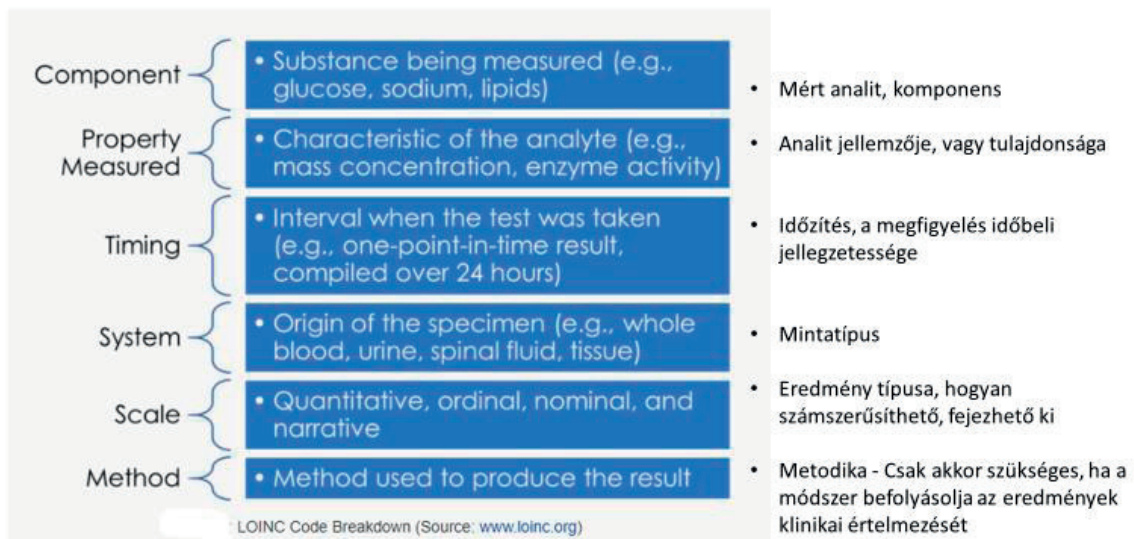 Component
• Substance being measured (e.g.,
glucose, sodium, lipids)
• Mért analit, komponens
Property
Measured
• Characteristic of the analyte (e.g.,
mass concentration, enzyme activity)
• Analit jellemzője, vagy tulajdonsága
Timing
• Interval when the test was taken
(e.g., one-point-in-time result,
compiled over 24 hours)
• Időzítés, a megfigyelés időbeli
jellegzetessége
System
• Origin of the specimen (e.g., whole
blood, urine, spinal fluid, tissue)
• Mintatípus
Scale
• Quantitative, ordinal, nominal, and
narrative
• Eredmény típusa, hogyan
számszerűsíthető, fejezhető ki
Method
• Method used to produce the result
• Metodika - Csak akkor szükséges, ha a
módszer befolyásolja az eredmények
klinikai értelmezését
: LOINC Code Breakdown (Source: www.loinc.org)